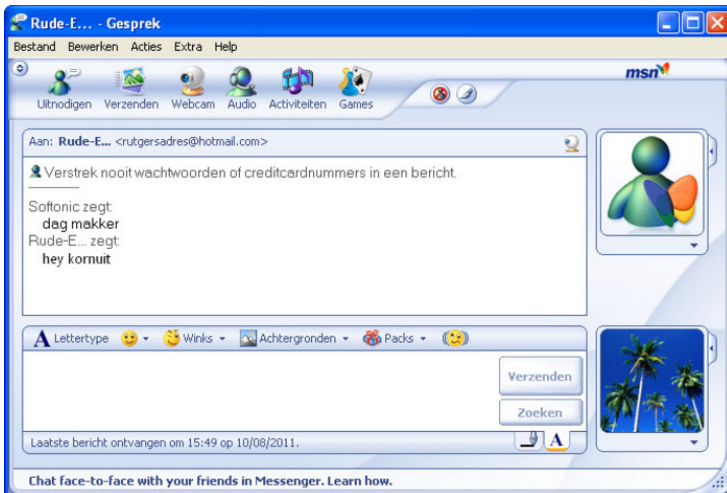 Rude-E... - Gesprek
Bestand Bewerken Acties Extra Help
Uitnodigen Verzenden Webcam Audio Activiteiten Games
msn
Aan: Rude-E... <rutgersadres@hotmail.com>
Verstrek nooit wachtwoorden of creditcardnummers in een bericht.
Softonic zegt:
dag makker
Rude-E... zegt:
hey kornuit
A Lettertype Winks Achtergronden Packs
Verzenden
Zoeken
Laatste bericht ontvangen om 15:49 op 10/08/2011.
A
Chat face-to-face with your friends in Messenger. Learn how.